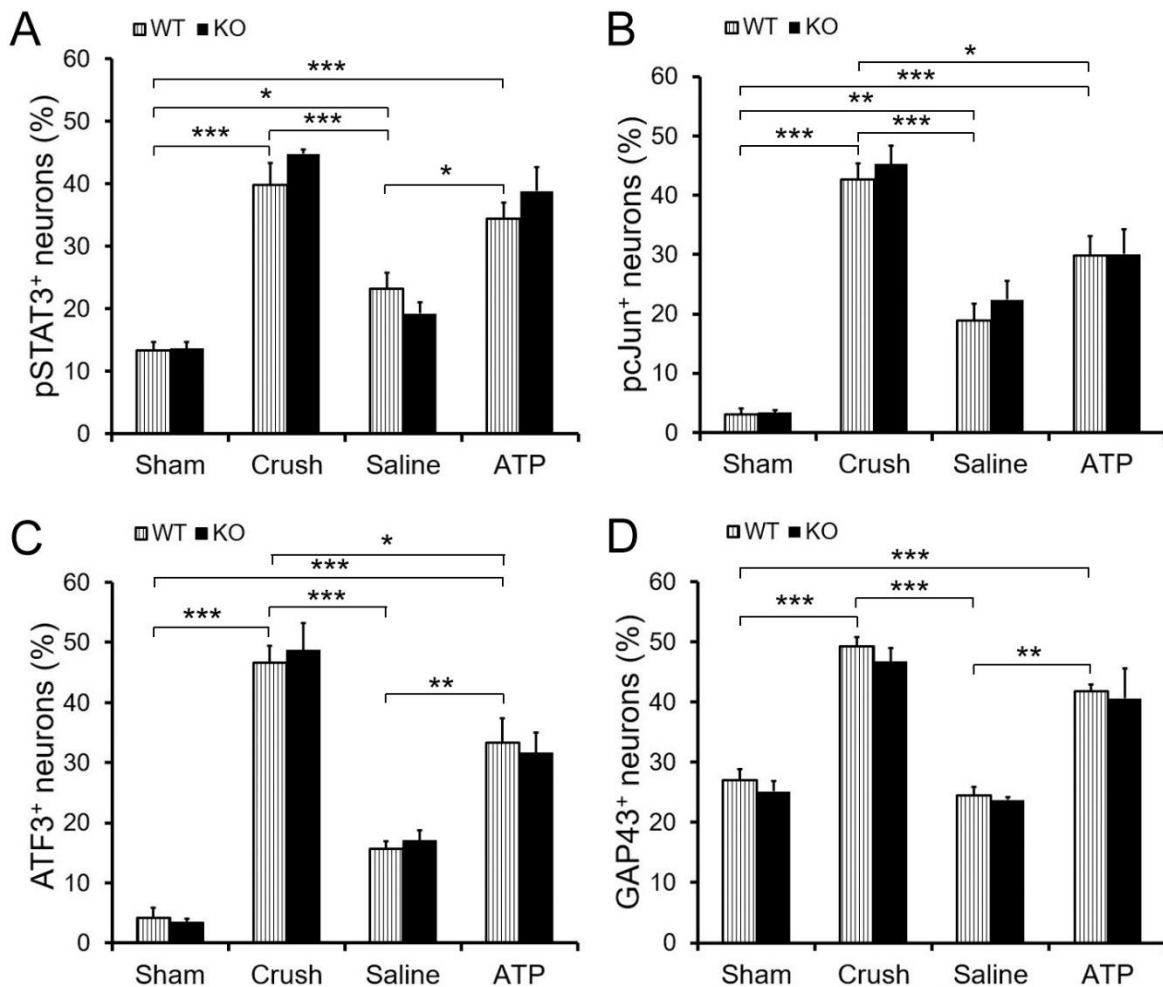 A
WT KO
pSTAT3+ neurons (%)
60
50
40
30
20
10
0
***
*
*** ***
*
Sham Crush Saline ATP
B
WT KO
pcJun+ neurons (%)
60
50
40
30
20
10
0
*
***
**
*** ***
Sham Crush Saline ATP
C
WT KO
ATF3+ neurons (%)
60
50
40
30
20
10
0
*
***
*** ***
**
Sham Crush Saline ATP
D
WT KO
GAP43+ neurons (%)
60
50
40
30
20
10
0
***
*** ***
**
Sham Crush Saline ATP